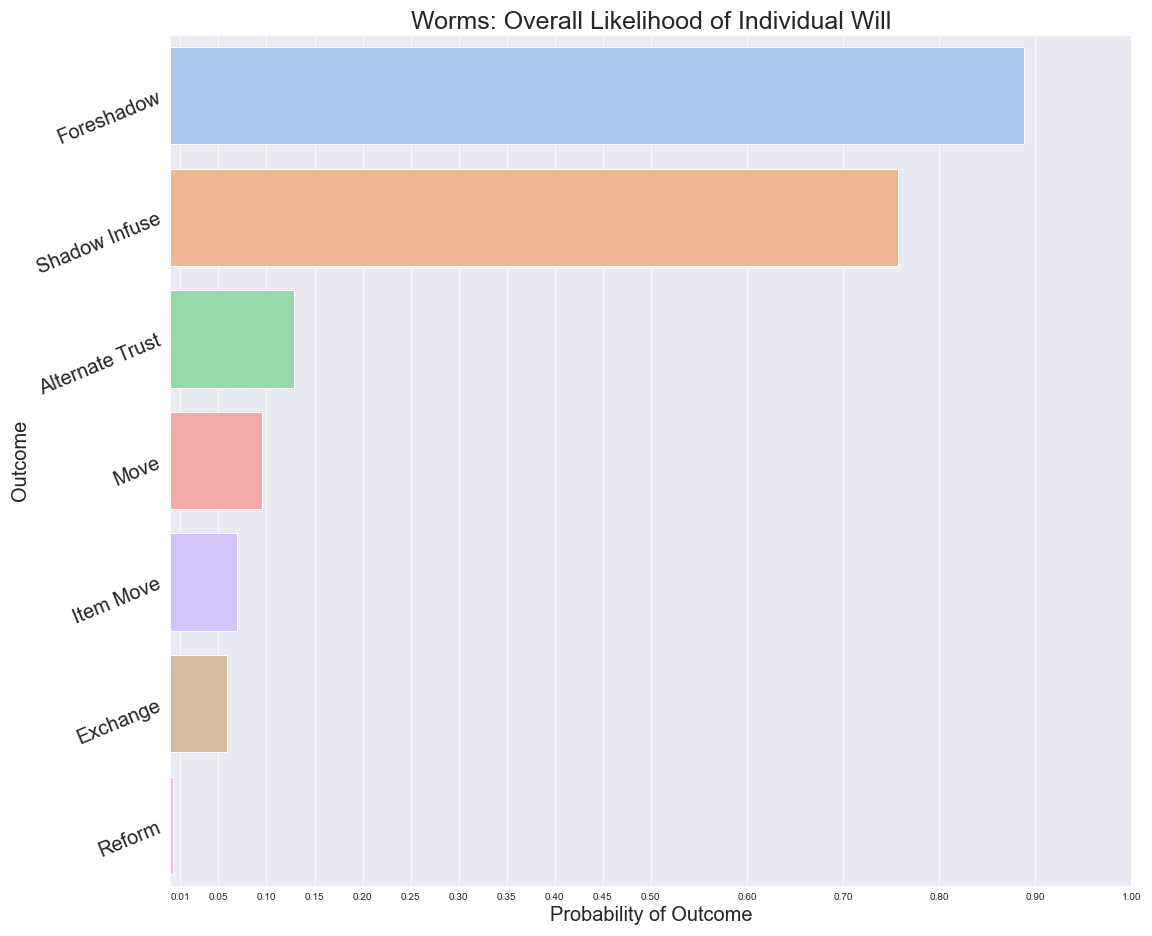 Worms: Overall Likelihood of Individual Will
Outcome
Foreshadow
Shadow Infuse
Alternate Trust
Move
Item Move
Exchange
Reform
0.01 0.05 0.10 0.15 0.20 0.25 0.30 0.35 0.40 0.45 0.50 0.60 0.70 0.80 0.90 1.00
Probability of Outcome